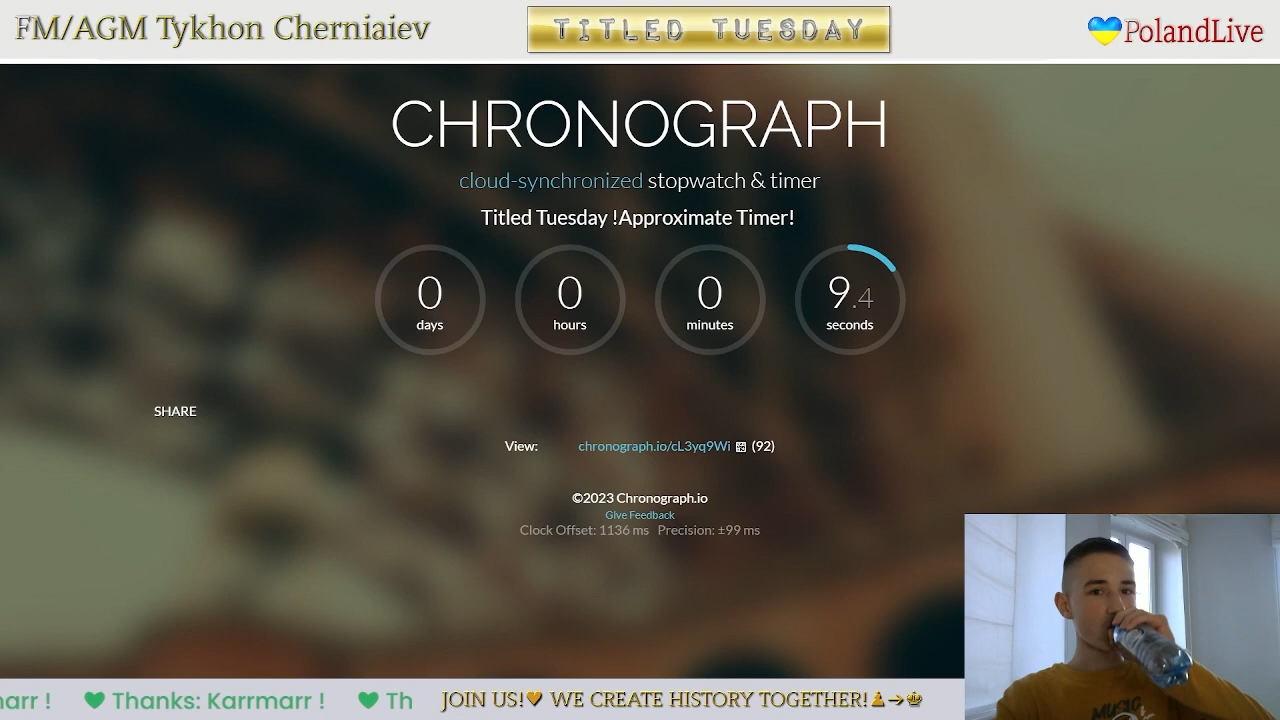 FM/AGM Tykhon Cherniaiev
TITLED TUESDAY
PolandLive
CHRONOGRAPH
cloud-synchronized stopwatch & timer
Titled Tuesday !Approximate Timer!
0 0 0 9.4
days hours minutes seconds
SHARE
View: chronograph.io/cL3yq9Wi (92)
©2023 Chronograph.io
Give Feedback
Clock Offset: 1136 ms Precision: ±99 ms
MUSIC
narr ! Thanks: Karrmarr ! Th
JOIN US! WE CREATE HISTORY TOGETHER!